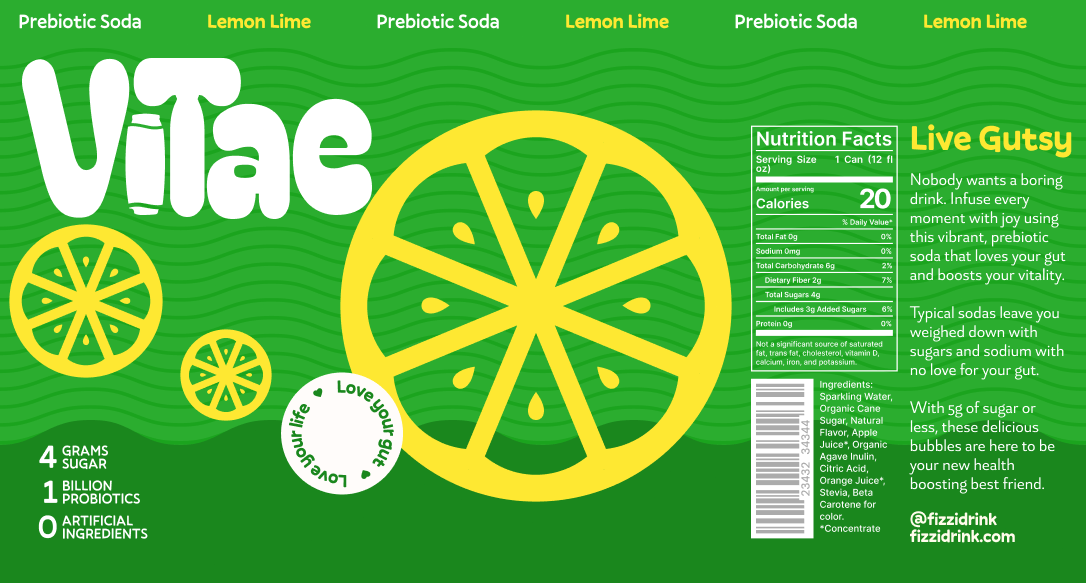 Prebiotic Soda Lemon Lime Prebiotic Soda Lemon Lime Prebiotic Soda Lemon Lime
ViTae
Love your gut
Love your life
4 GRAMS
SUGAR
1 BILLION
PROBIOTICS
0 ARTIFICIAL
INGREDIENTS
Nutrition Facts
Serving Size 1 Can (12 fl
oz)
Amount per serving
Calories 20
% Daily Value*
Total Fat 0g 0%
Sodium 0mg 0%
Total Carbohydrate 6g 2%
Dietary Fiber 2g 7%
Total Sugars 4g
Includes 3g Added Sugars 6%
Protein 0g 0%
Not a significant source of saturated
fat, trans fat, cholesterol, vitamin D,
calcium, iron, and potassium.
23432 34344
Ingredients:
Sparkling Water,
Organic Cane
Sugar, Natural
Flavor, Apple
Juice*, Organic
Agave Inulin,
Citric Acid,
Orange Juice*,
Stevia, Beta
Carotene for
color.
*Concentrate
Live Gutsy
Nobody wants a boring
drink. Infuse every
moment with joy using
this vibrant, prebiotic
soda that loves your gut
and boosts your vitality.
Typical sodas leave you
weighed down with
sugars and sodium with
no love for your gut.
With 5g of sugar or
less, these delicious
bubbles are here to be
your new health
boosting best friend.
@fizzidrink
fizzidrink.com